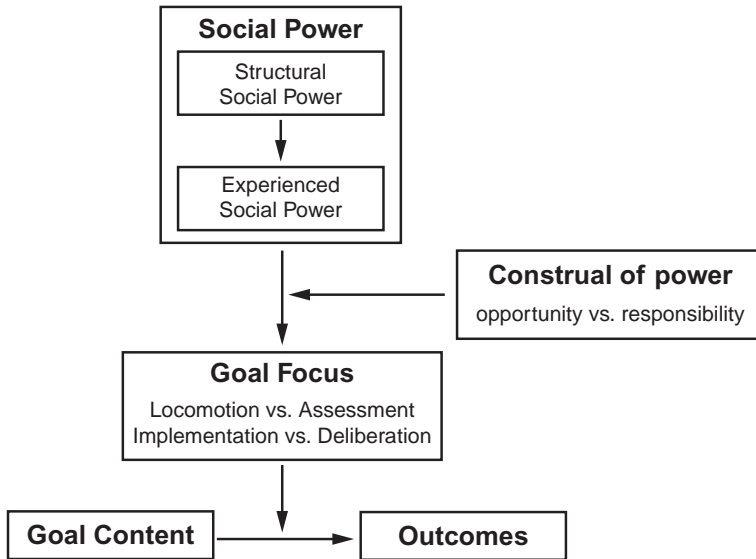 Social Power
Structural
Social Power
Experienced
Social Power
Construal of power
opportunity vs. responsibility
Goal Focus
Locomotion vs. Assessment
Implementation vs. Deliberation
Goal Content
Outcomes